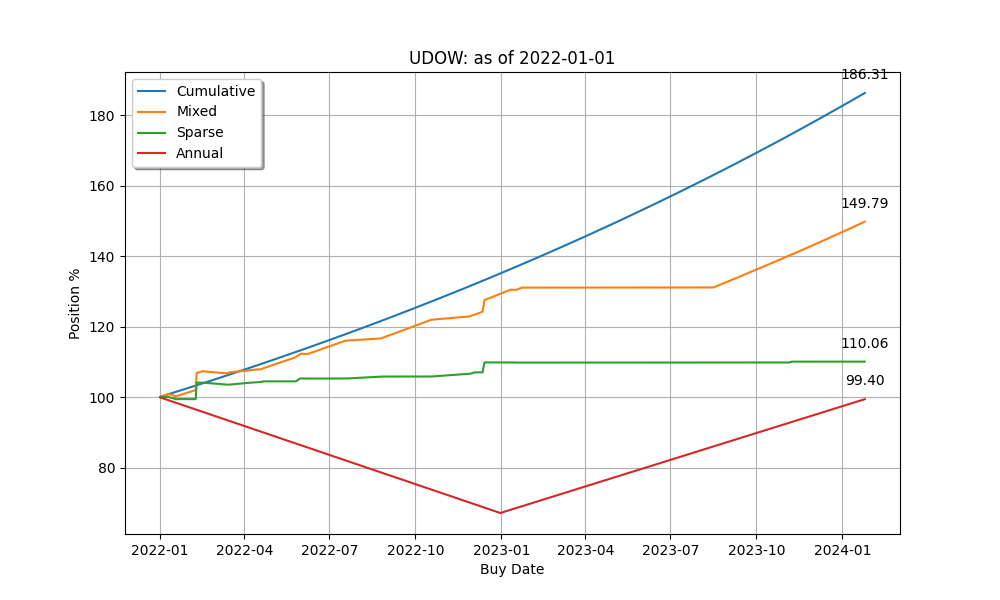 UDOW: as of 2022-01-01
186.31
Cumulative
Mixed
Sparse
Annual
180
160
149.79
140
Position %
120
110.06
100
99.40
80
2022-01 2022-04 2022-07 2022-10 2023-01 2023-04 2023-07 2023-10 2024-01
Buy Date